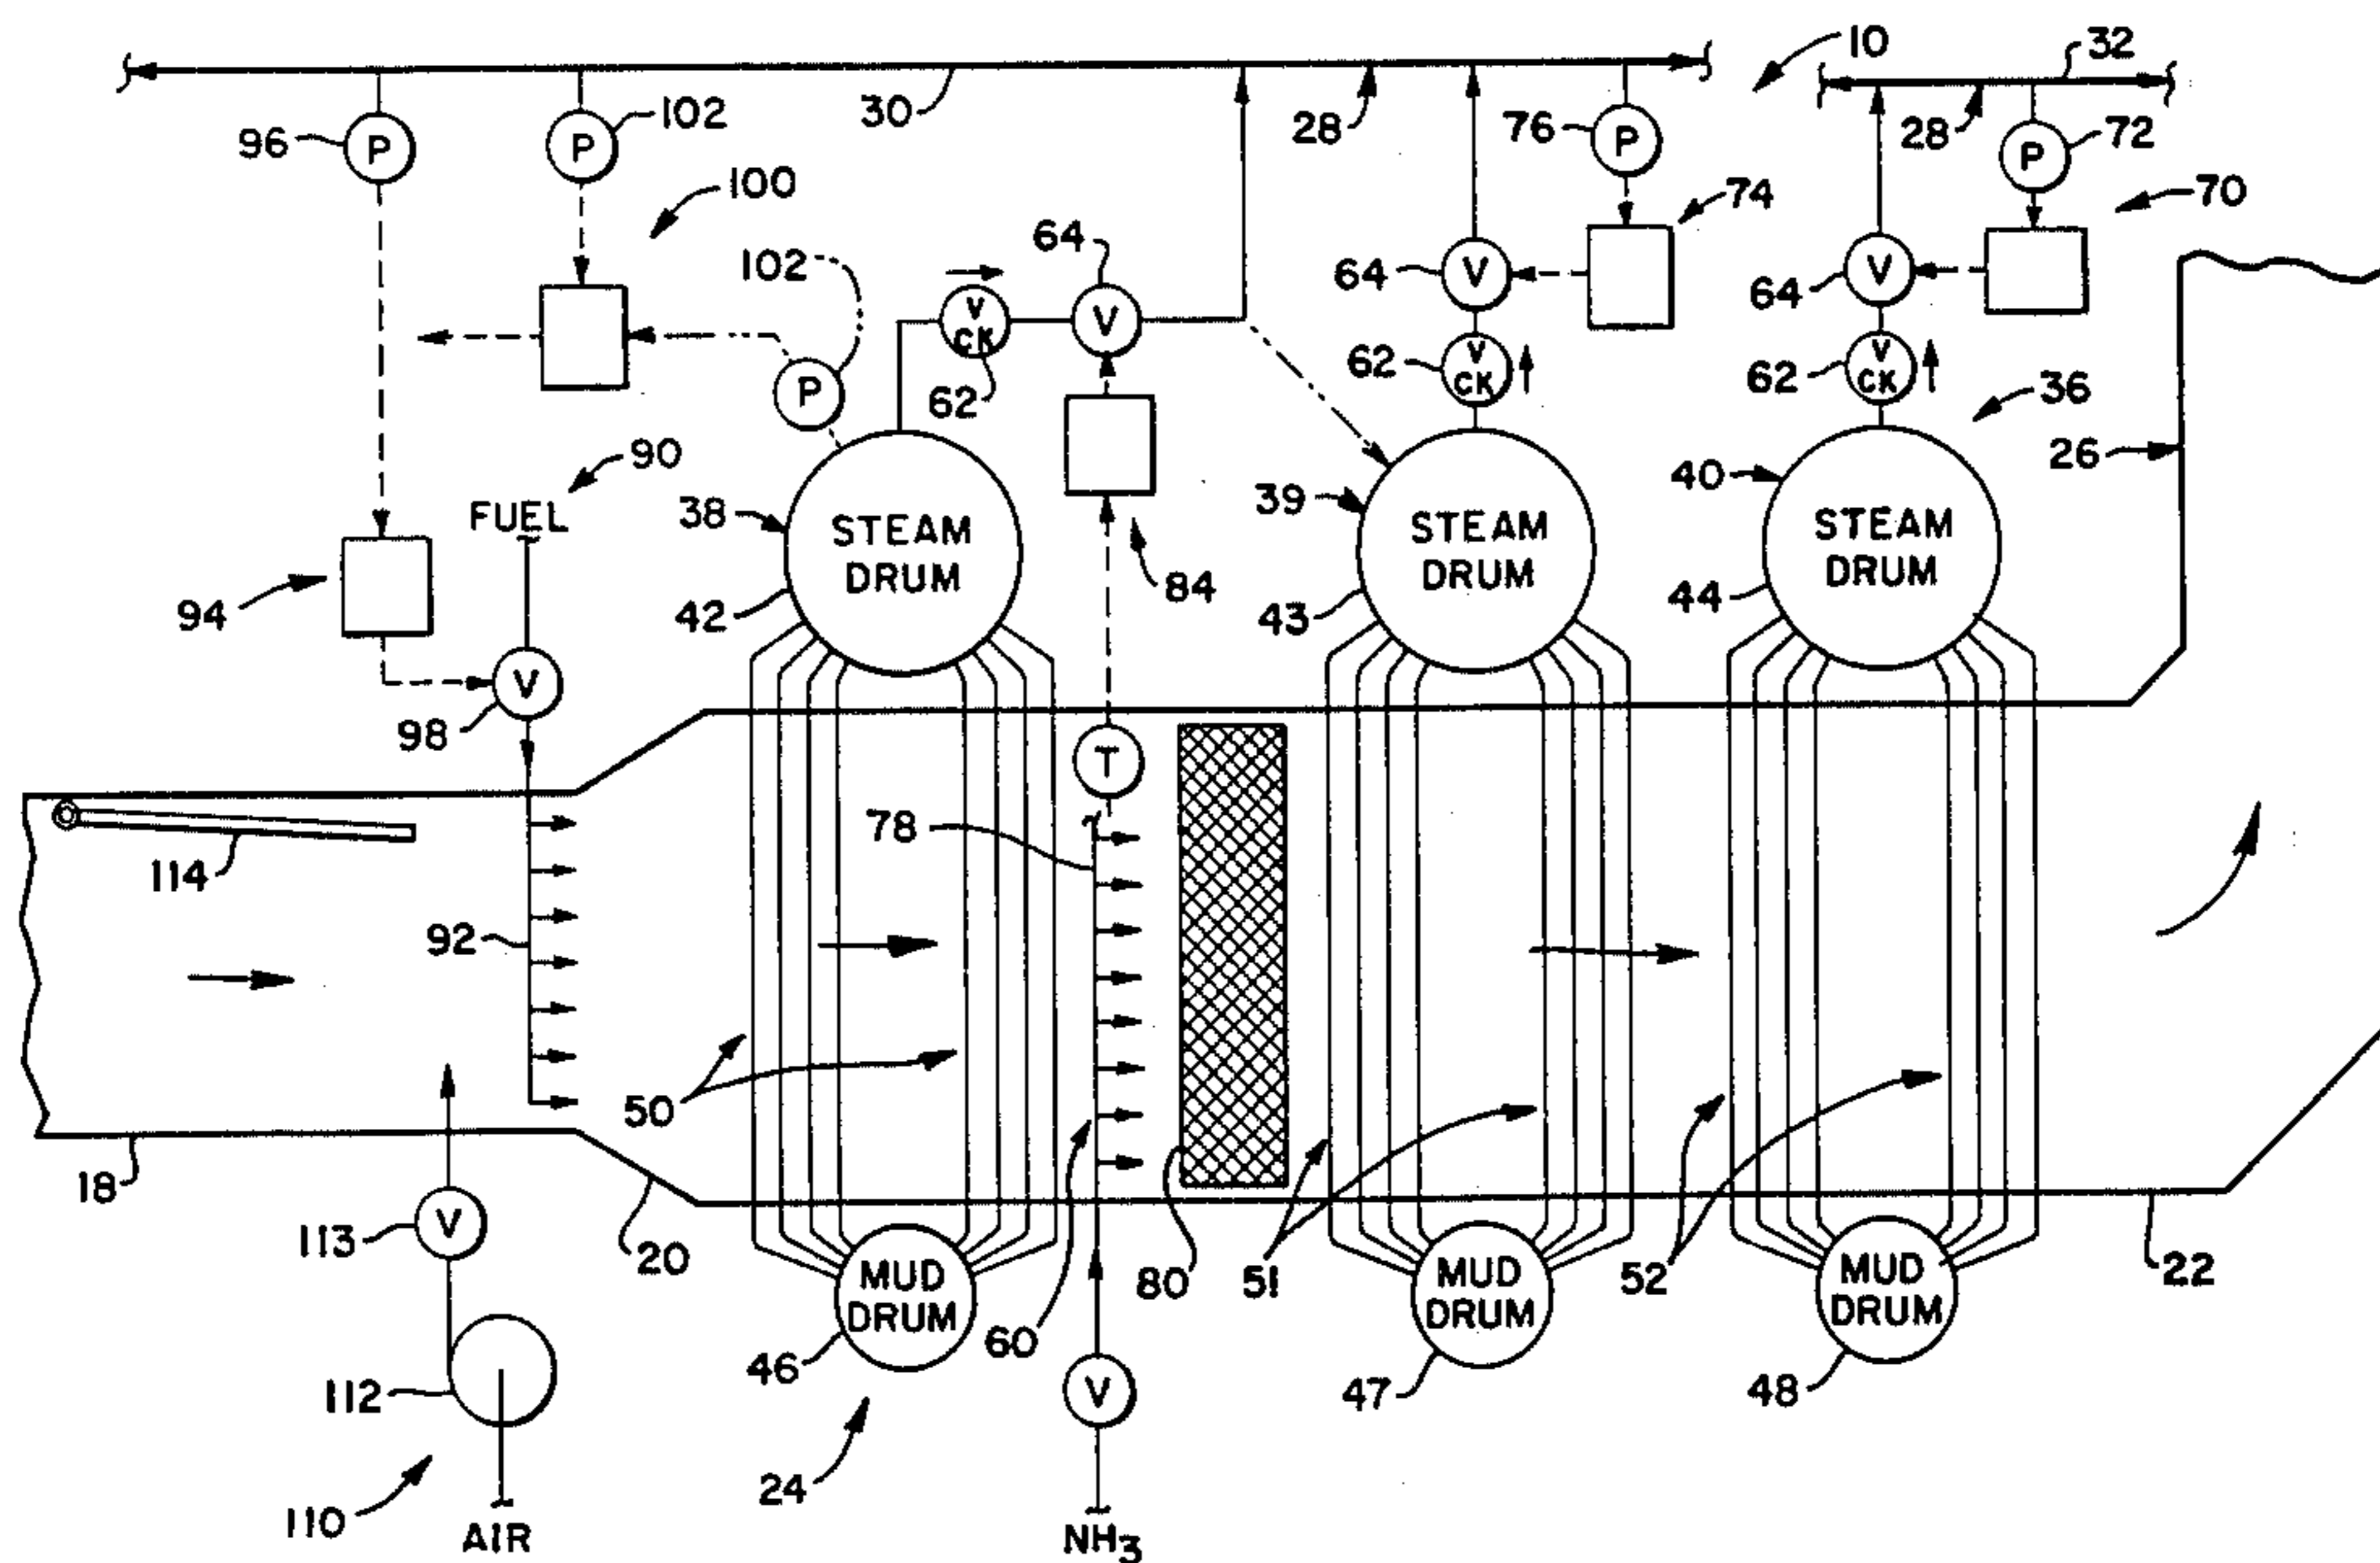 10
32
96
P
102
P
30
28
76
P
28
P
72
100
74
70
64
102
V
CK
62
V
64
V
64
V
P
62
V
CK
62
V
CK
36
90
FUEL
38
STEAM
DRUM
42
84
39
STEAM
DRUM
43
40
STEAM
DRUM
44
26
94
V
98
T
114
78
92
50
18
113
V
20
MUD
DRUM
46
60
80
51
MUD
DRUM
47
52
MUD
DRUM
48
22
112
V
24
110
AIR
NH3